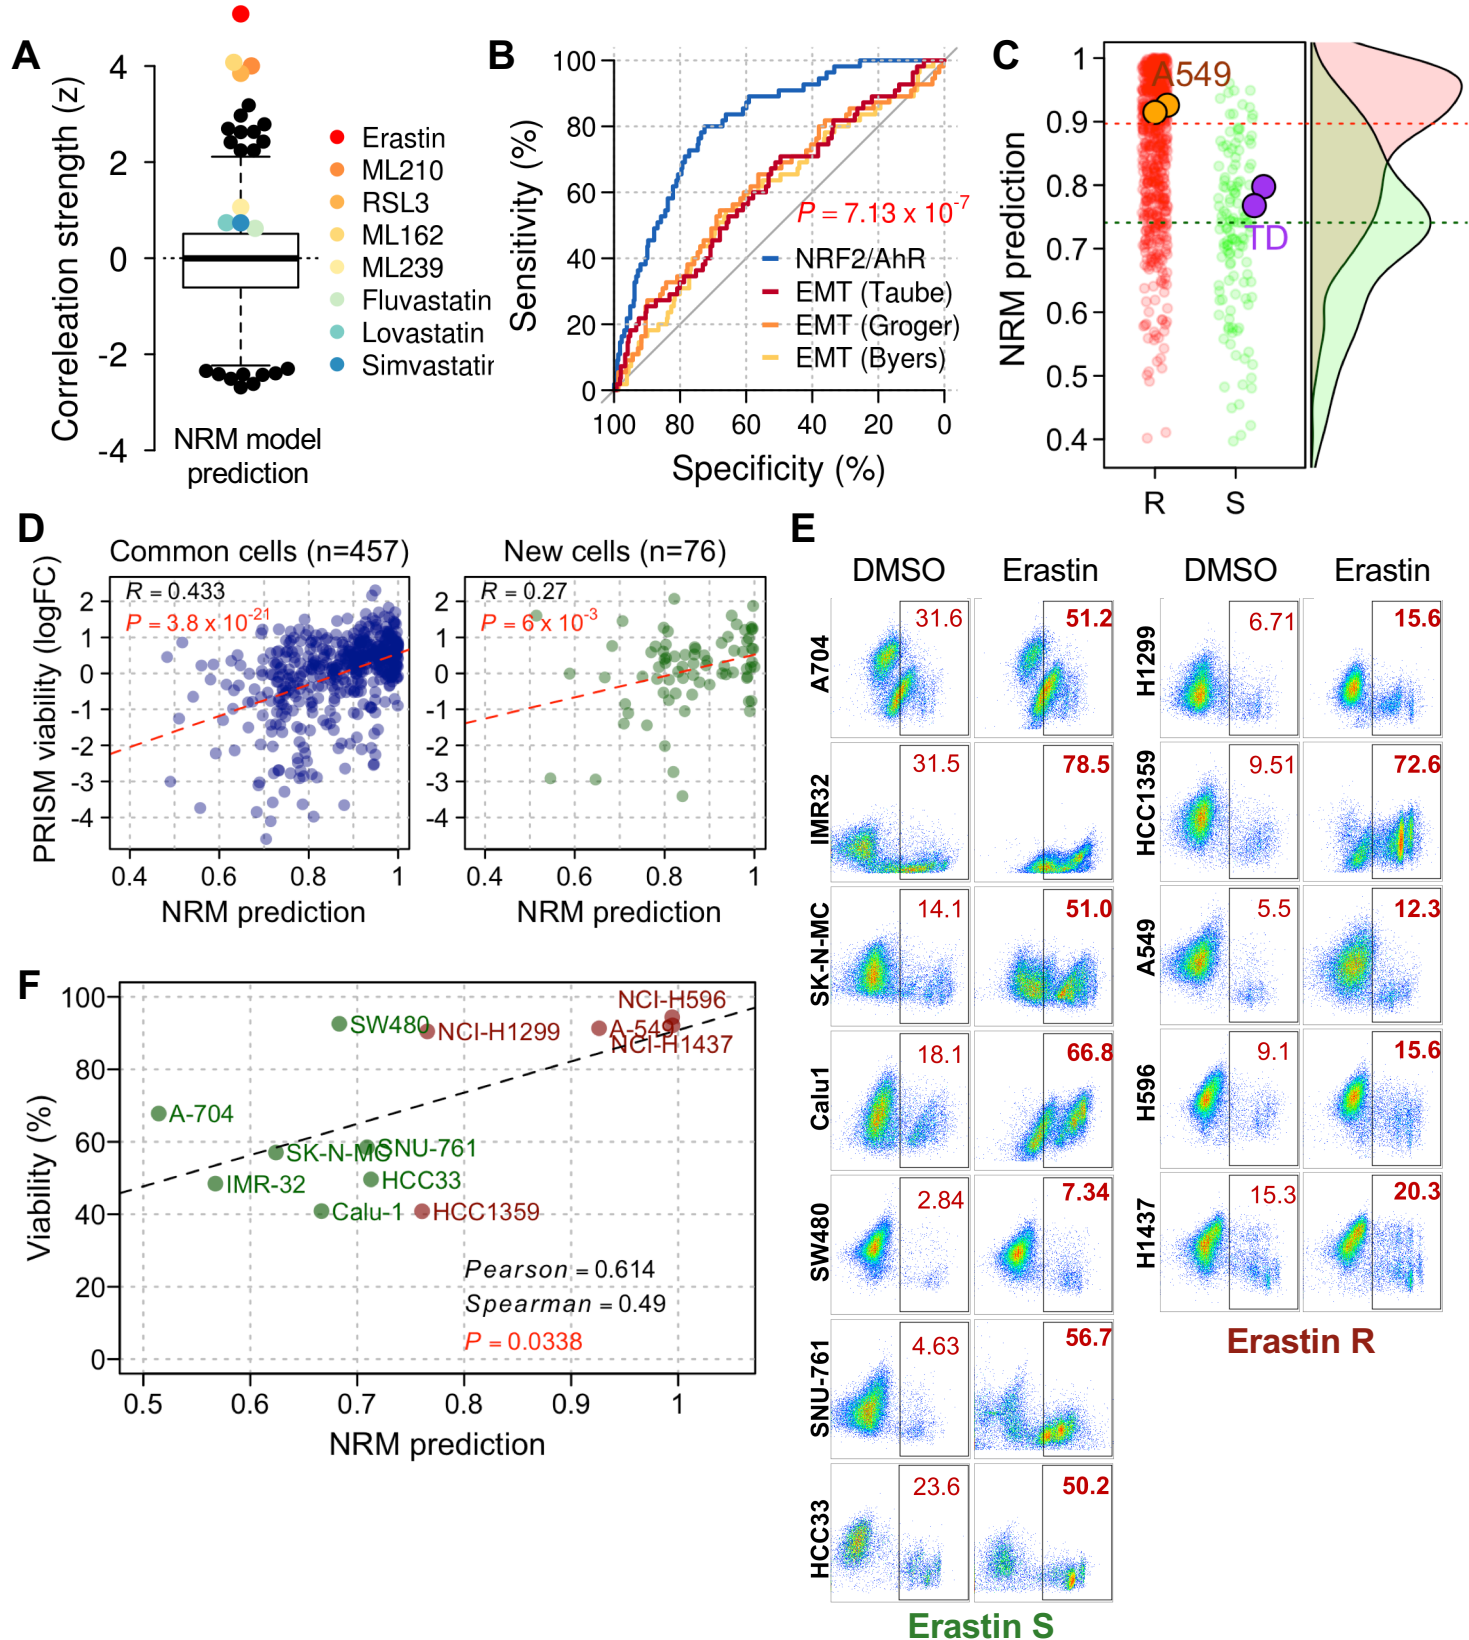 A
Correleation strength (z)
4
2
0
-2
-4
NRM model
prediction
Erastin
ML210
RSL3
ML162
ML239
Fluvastatin
Lovastatin
Simvastatin
B
Sensitivity (%)
100
80
60
40
20
0
P = 7.13 x 10-7
NRF2/AhR
EMT (Taube)
EMT (Groger)
EMT (Byers)
100 80 60 40 20 0
Specificity (%)
C
NRM prediction
1
0.9
0.8
0.7
0.6
0.5
0.4
A549
TD
R S
D
Common cells (n=457)
PRISM viability (logFC)
R = 0.433
P = 3.8 x 10-21
2
1
0
-1
-2
-3
-4
0.4 0.6 0.8 1
NRM prediction
New cells (n=76)
R = 0.27
P = 6 x 10-3
2
1
0
-1
-2
-3
-4
0.4 0.6 0.8 1
NRM prediction
E
DMSO Erastin
A704 31.6 51.2
IMR32 31.5 78.5
SK-N-MC 14.1 51.0
Calu1 18.1 66.8
SW480 2.84 7.34
SNU-761 4.63 56.7
HCC33 23.6 50.2
Erastin S
DMSO Erastin
H1299 6.71 15.6
HCC1359 9.51 72.6
A549 5.5 12.3
H596 9.1 15.6
H1437 15.3 20.3
Erastin R
F
Viability (%)
100
80
60
40
20
0
NCI-H596
SW480
NCI-H1299
A-549
NCI-H1437
A-704
SK-N-MC
SNU-761
IMR-32
HCC33
Calu-1
HCC1359
Pearson = 0.614
Spearman = 0.49
P = 0.0338
0.5 0.6 0.7 0.8 0.9 1
NRM prediction